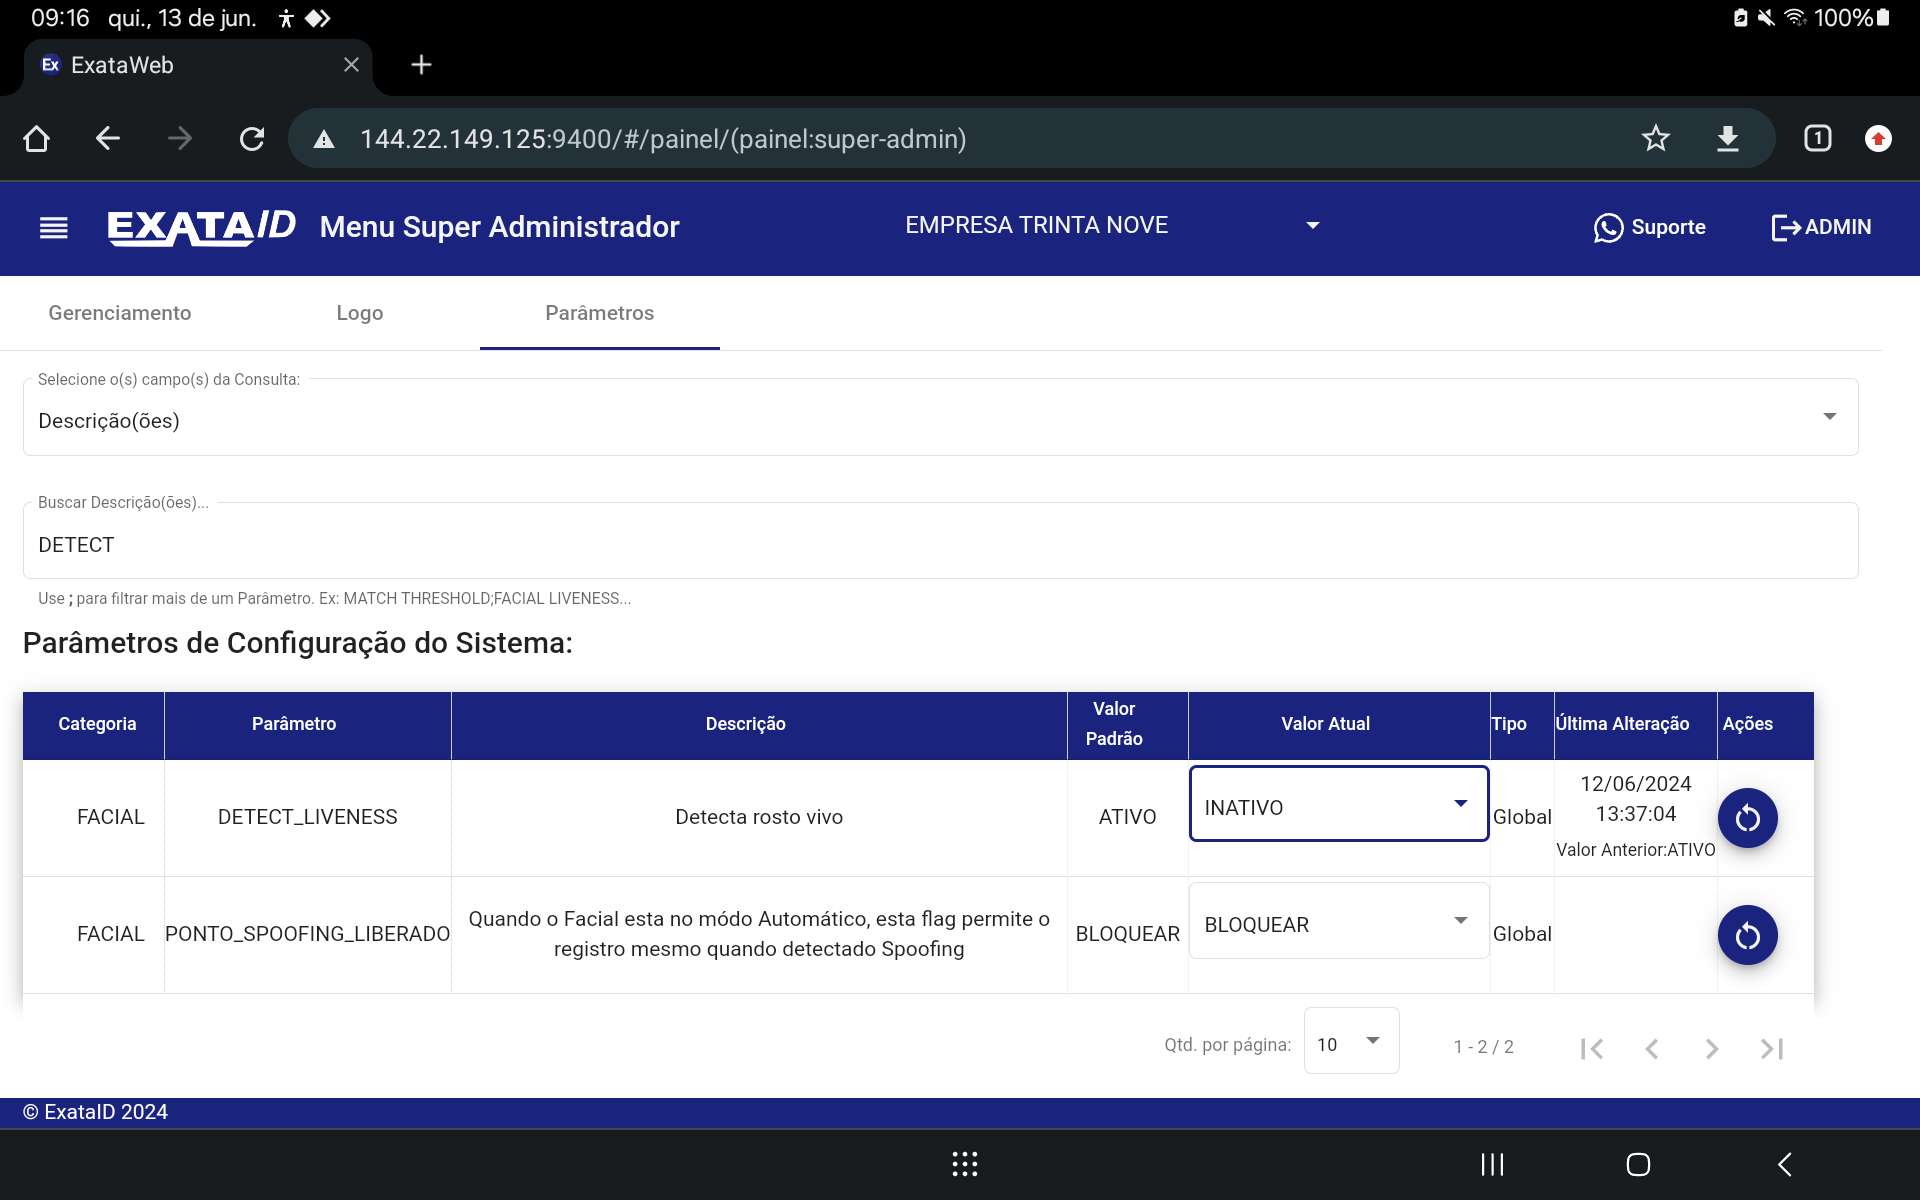 09:16 qui., 13 de jun. 100%
Ex ExataWeb
144.22.149.125:9400/#/painel/(painel:super-admin) 1
EXATAID Menu Super Administrador EMPRESA TRINTA NOVE Suporte ADMIN
Gerenciamento Logo Parâmetros
Selecione o(s) campo(s) da Consulta:
Descrição(ões)
Buscar Descrição(ões)...
DETECT
Use ; para filtrar mais de um Parâmetro. Ex: MATCH THRESHOLD;FACIAL LIVENESS...
Parâmetros de Configuração do Sistema:
Categoria Parâmetro Descrição Valor Padrão Valor Atual Tipo Última Alteração Ações
FACIAL DETECT_LIVENESS Detecta rosto vivo ATIVO INATIVO Global 12/06/2024
13:37:04
Valor Anterior:ATIVO
FACIAL PONTO_SPOOFING_LIBERADO Quando o Facial esta no módo Automático, esta flag permite o
registro mesmo quando detectado Spoofing BLOQUEAR BLOQUEAR Global
Qtd. por página: 10 1 - 2 / 2
© ExataID 2024